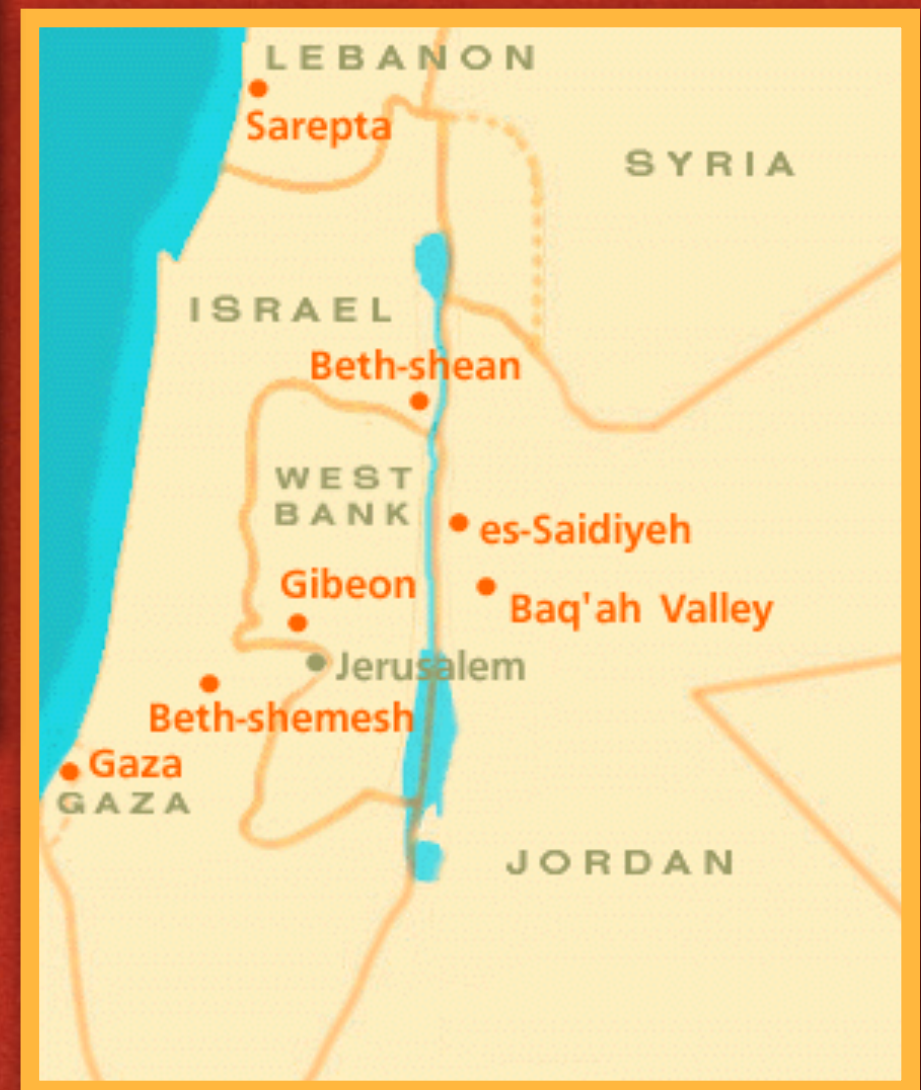 LEBANON
Sarepta
SYRIA
ISRAEL
Beth-shean
WEST
BANK
es-Saidiyeh
Gibeon
Baq'ah Valley
Jerusalem
Beth-shemesh
Gaza
GAZA
JORDAN